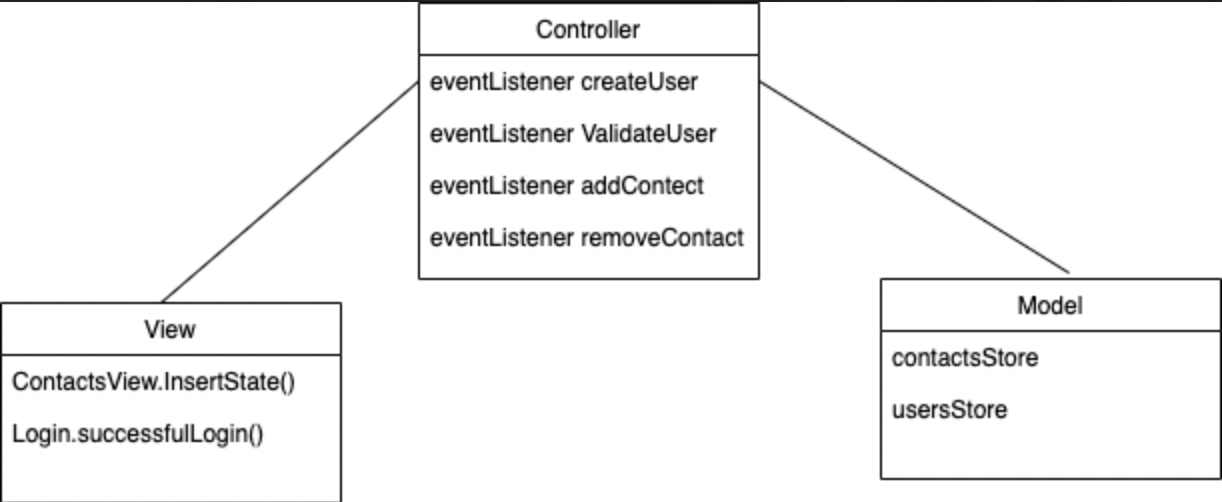 Controller
eventListener createUser
eventListener ValidateUser
eventListener addContect
eventListener removeContact
View
ContactsView.InsertState()
Login.successfulLogin()
Model
contactsStore
usersStore